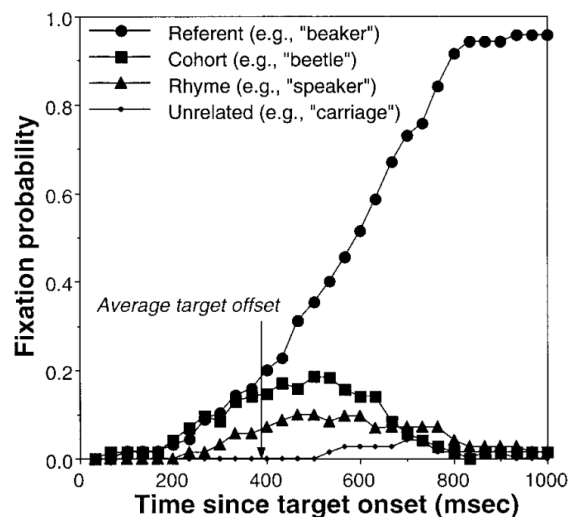 Referent (e.g., "beaker")
Cohort (e.g., "beetle")
Rhyme (e.g., "speaker")
Unrelated (e.g., "carriage")
1.0
0.8
0.6
0.4
0.2
0.0
Fixation probability
Average target offset
0 200 400 600 800 1000
Time since target onset (msec)